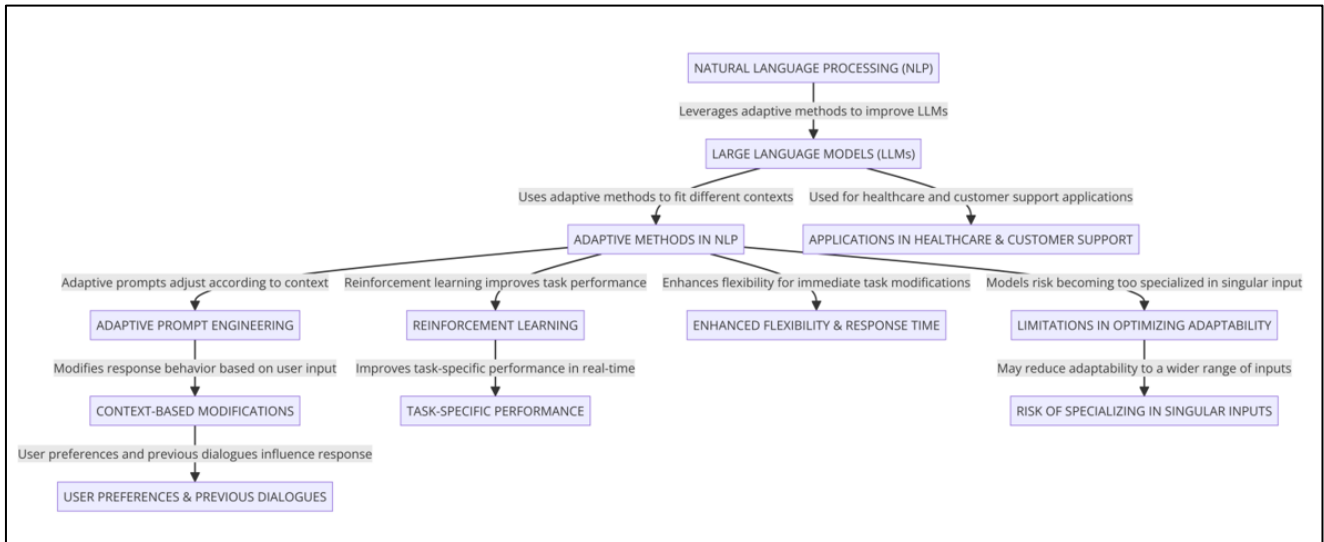 NATURAL LANGUAGE PROCESSING (NLP)
Leverages adaptive methods to improve LLMs
LARGE LANGUAGE MODELS (LLMs)
Uses adaptive methods to fit different contexts
Used for healthcare and customer support applications
ADAPTIVE METHODS IN NLP
APPLICATIONS IN HEALTHCARE & CUSTOMER SUPPORT
Adaptive prompts adjust according to context
Reinforcement learning improves task performance
Enhances flexibility for immediate task modifications
Models risk becoming too specialized in singular input
ADAPTIVE PROMPT ENGINEERING
REINFORCEMENT LEARNING
ENHANCED FLEXIBILITY & RESPONSE TIME
LIMITATIONS IN OPTIMIZING ADAPTABILITY
Modifies response behavior based on user input
Improves task-specific performance in real-time
May reduce adaptability to a wider range of inputs
CONTEXT-BASED MODIFICATIONS
TASK-SPECIFIC PERFORMANCE
RISK OF SPECIALIZING IN SINGULAR INPUTS
User preferences and previous dialogues influence response
USER PREFERENCES & PREVIOUS DIALOGUES